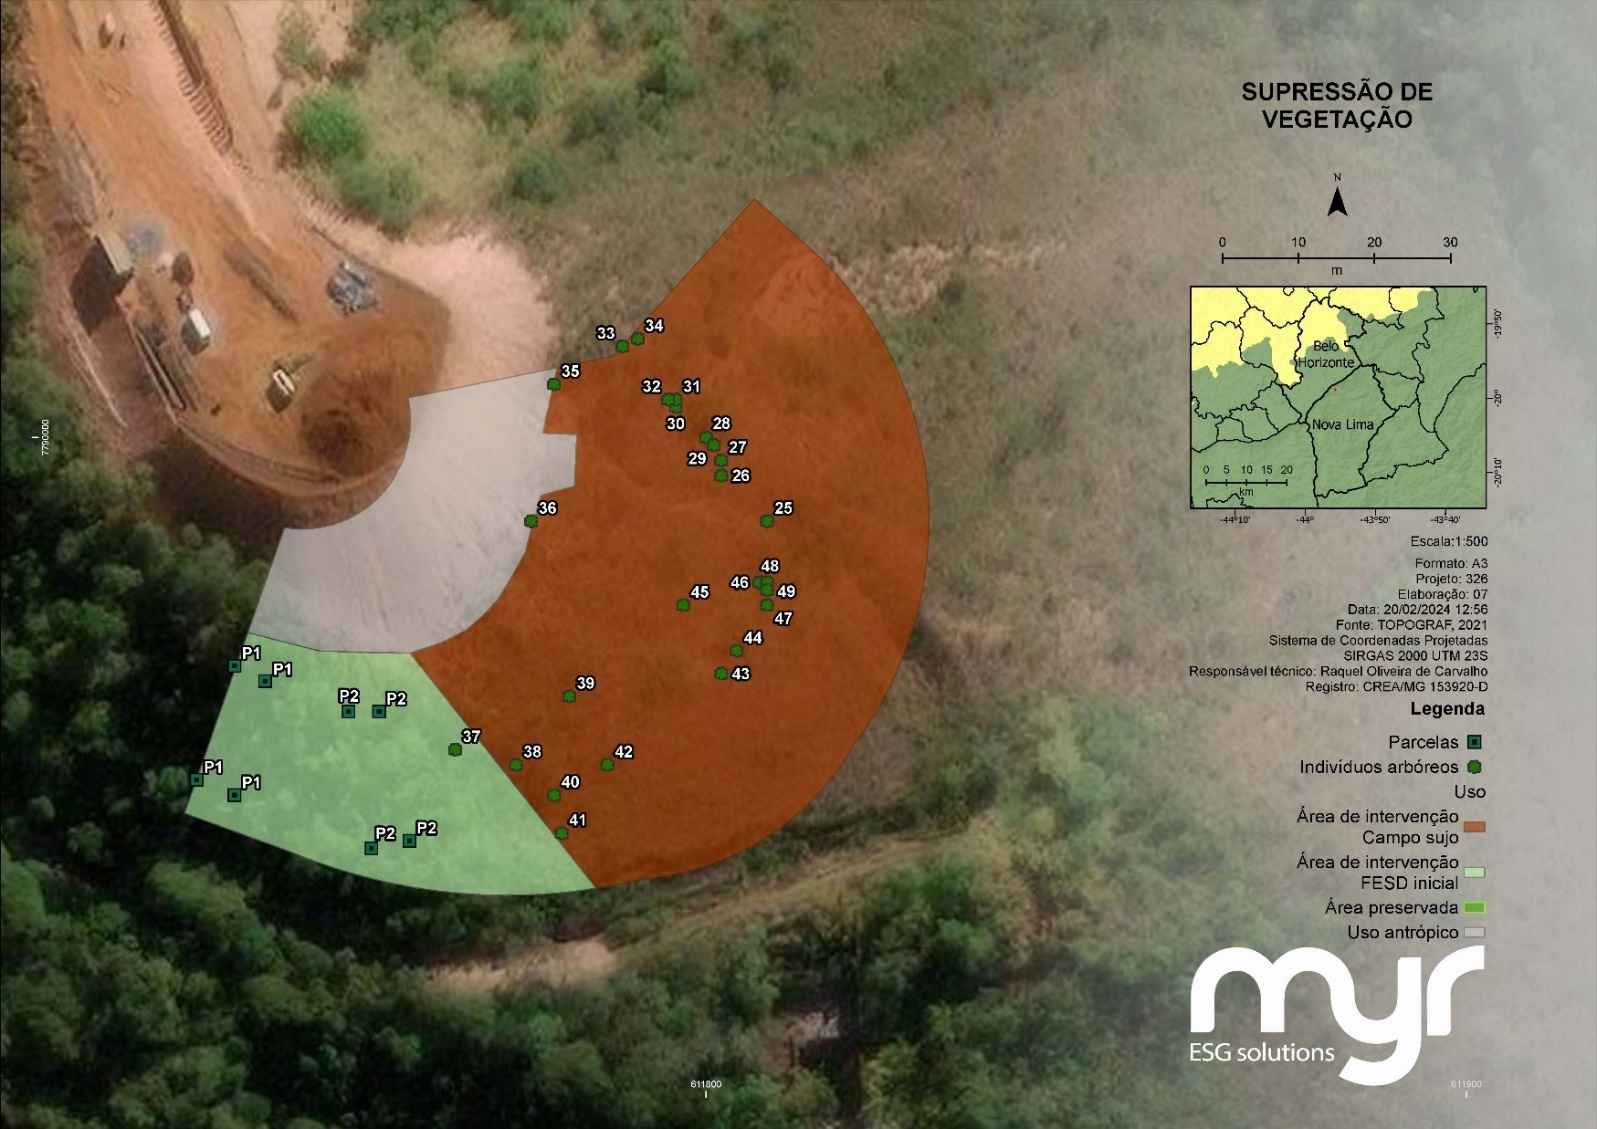 SUPRESSÃO DE
VEGETAÇÃO
N
0 10 20 30
m
Belo
Horizonte
Nova Lima
0 5 10 15 20
km
-19°50'
-20°
-20°10'
-44°10' -44° -43°50' -43°40'
Escala:1:500
Formato: A3
Projeto: 326
Elaboração: 07
Data: 20/02/2024 12:56
Fonte: TOPOGRAF, 2021
Sistema de Coordenadas Projetadas
SIRGAS 2000 UTM 23S
Responsável técnico: Raquel Oliveira de Carvalho
Registro: CREA/MG 153920-D
Legenda
Parcelas
Indivíduos arbóreos
Uso
Área de intervenção
Campo sujo
Área de intervenção
FESD inicial
Área preservada
Uso antrópico
myr
ESG solutions
33 34
35
32 31
30 28
29 27
26
36 25
48
46 49
45 47
44
43
39
37
38 42
40
41
P1
P1
P2 P2
P1
P1
P2 P2
7790000
611800
611900